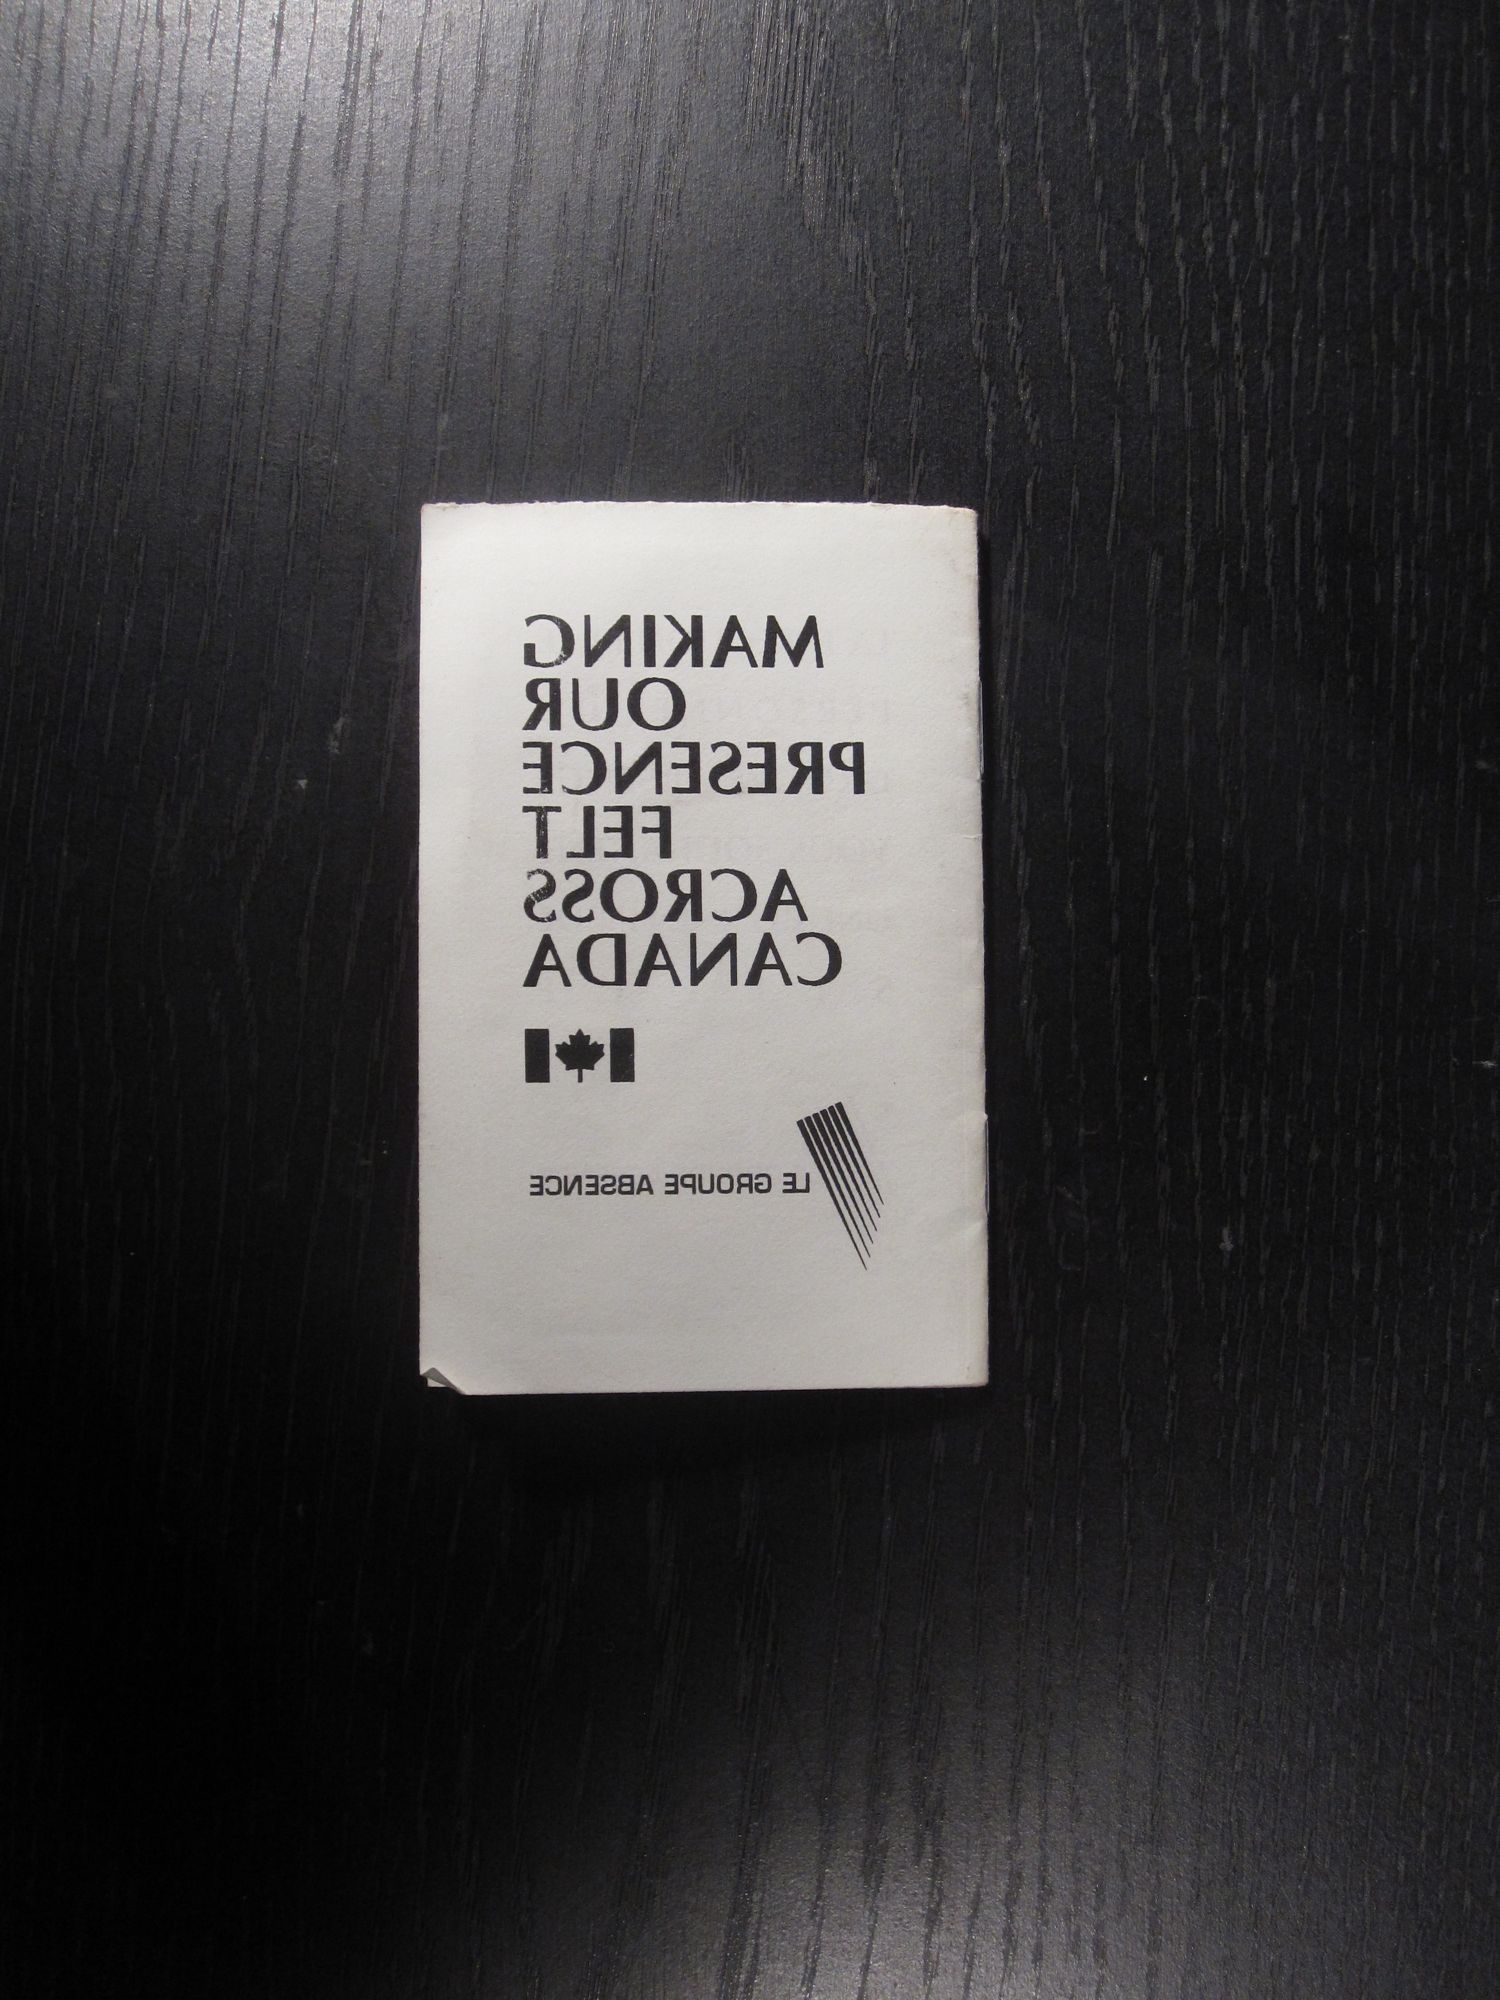 MAKING
OUR
PRESENCE
FELT
ACROSS
CANADA
LE GROUPE ABSENCE